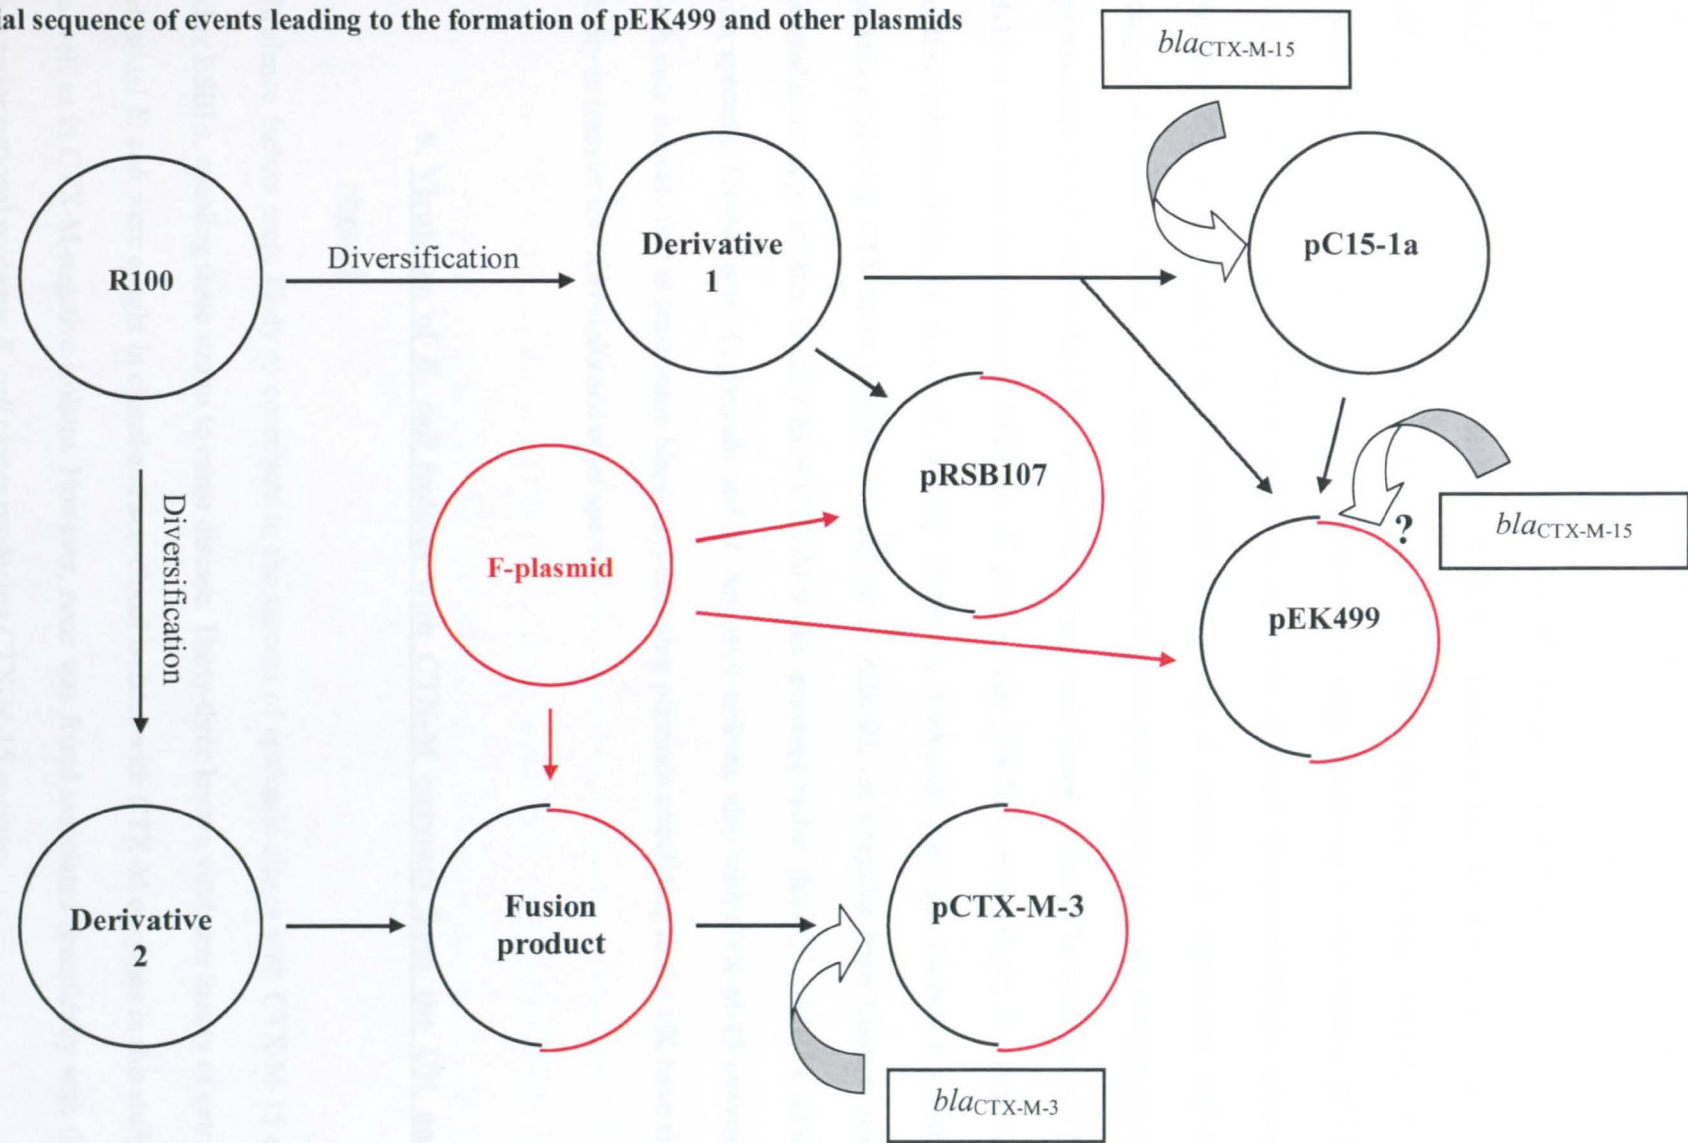 sequence of events leading to the formation of pEK499 and other plasmids
blaCTX-M-15
R100
Diversification
Derivative
1
pC15-1a
pRSB107
F-plasmid
?
blaCTX-M-15
pEK499
Diversification
Derivative
2
Fusion
product
pCTX-M-3
blaCTX-M-3